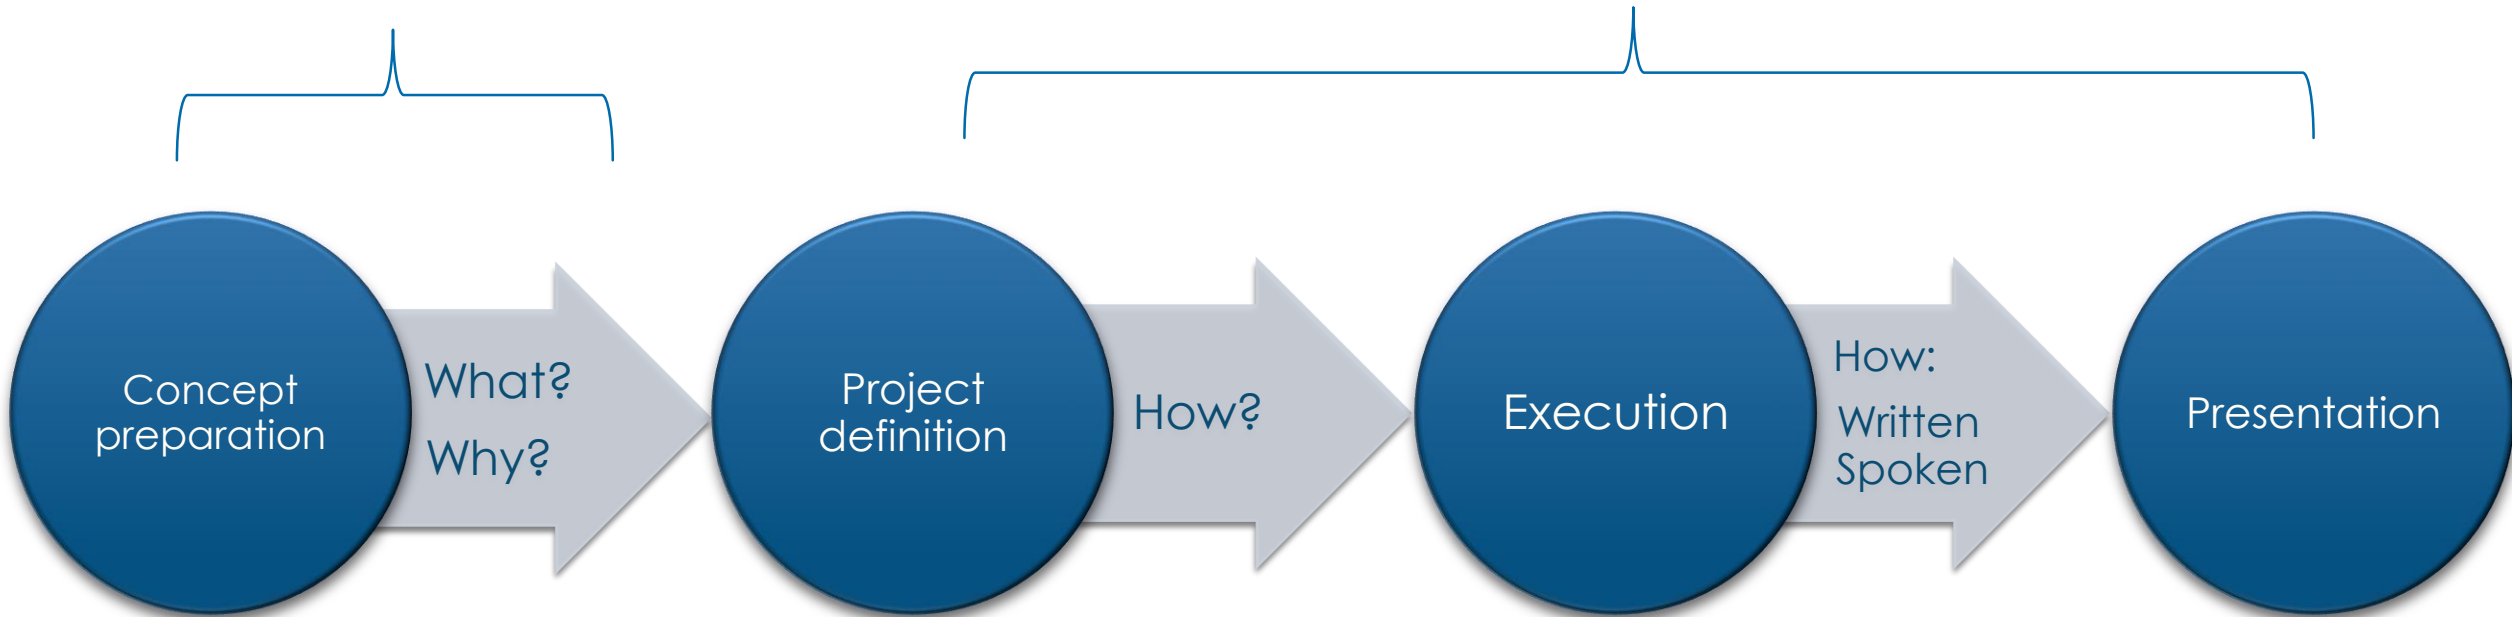 Concept
preparation
What?
Why?
Project
definition
How?
Execution
How:
Written
Spoken
Presentation